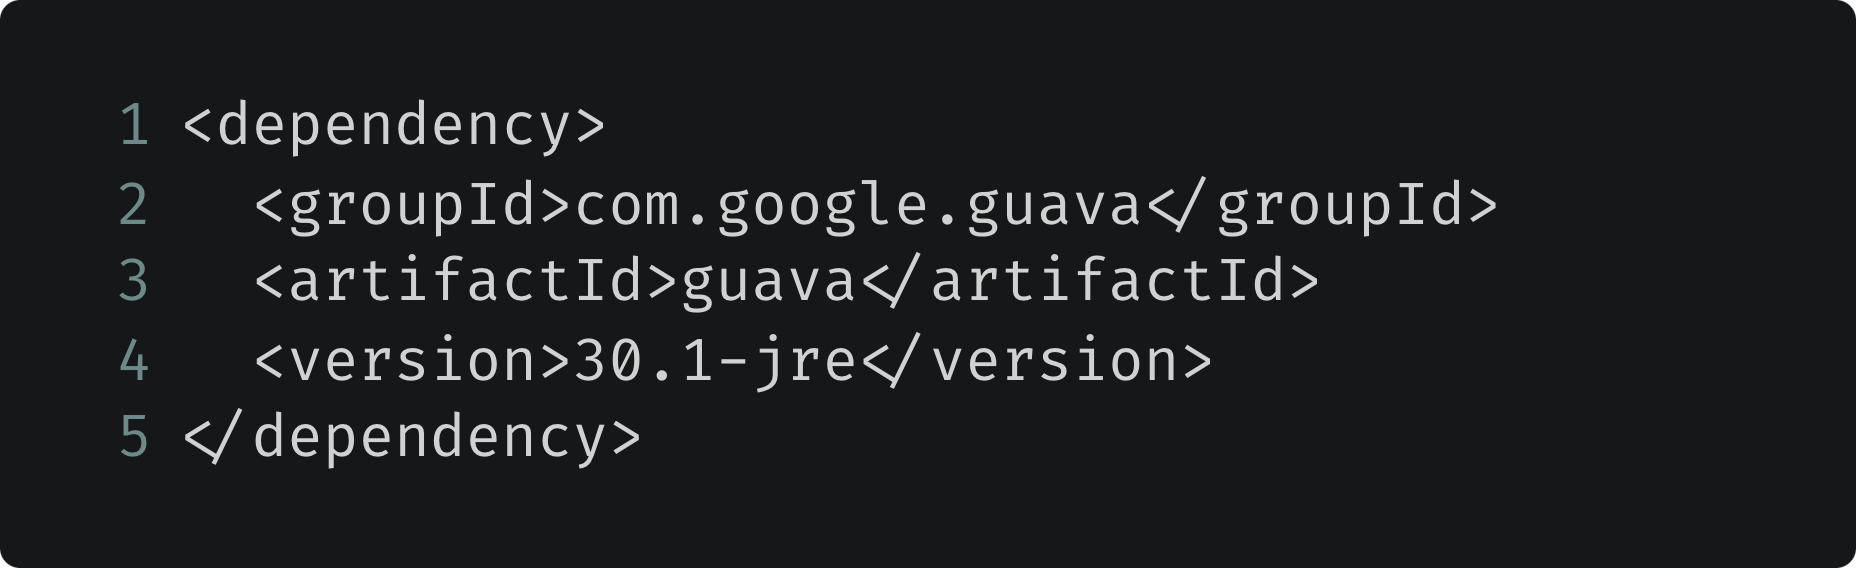 1 <dependency>
2   <groupId>com.google.guava</groupId>
3   <artifactId>guava</artifactId>
4   <version>30.1-jre</version>
5 </dependency>